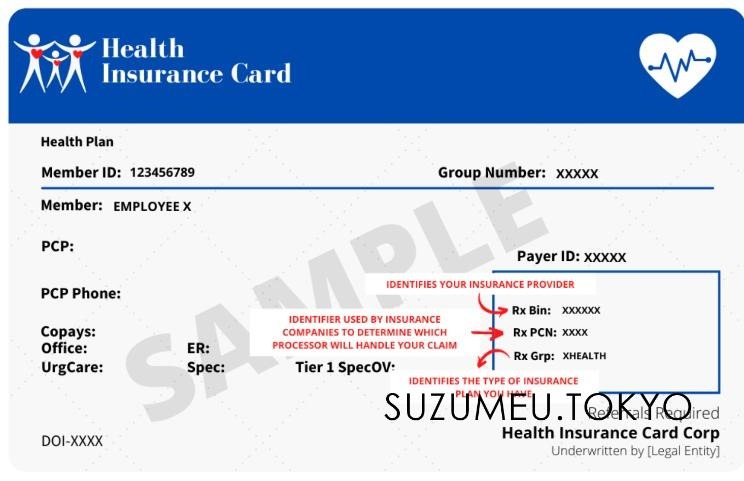 Health
Insurance Card
Health Plan
Member ID: 123456789 Group Number: XXXXX
Member: EMPLOYEE X
PCP:
Payer ID: XXXXX
IDENTIFIES YOUR INSURANCE PROVIDER
PCP Phone:
Rx Bin: XXXXXX
IDENTIFIER USED BY INSURANCE
COMPANIES TO DETERMINE WHICH
PROCESSOR WILL HANDLE YOUR CLAIM
Rx PCN: XXXX
Rx Grp: XHEALTH
Copays:
Office: ER:
UrgCare: Spec: Tier 1 SpecOV:
IDENTIFIES THE TYPE OF INSURANCE
PLAN YOU HAVE
SAMPLE
SUZUMEU.TOKYO
Referrals Required
Health Insurance Card Corp
DOI-XXXX
Underwritten by [Legal Entity]